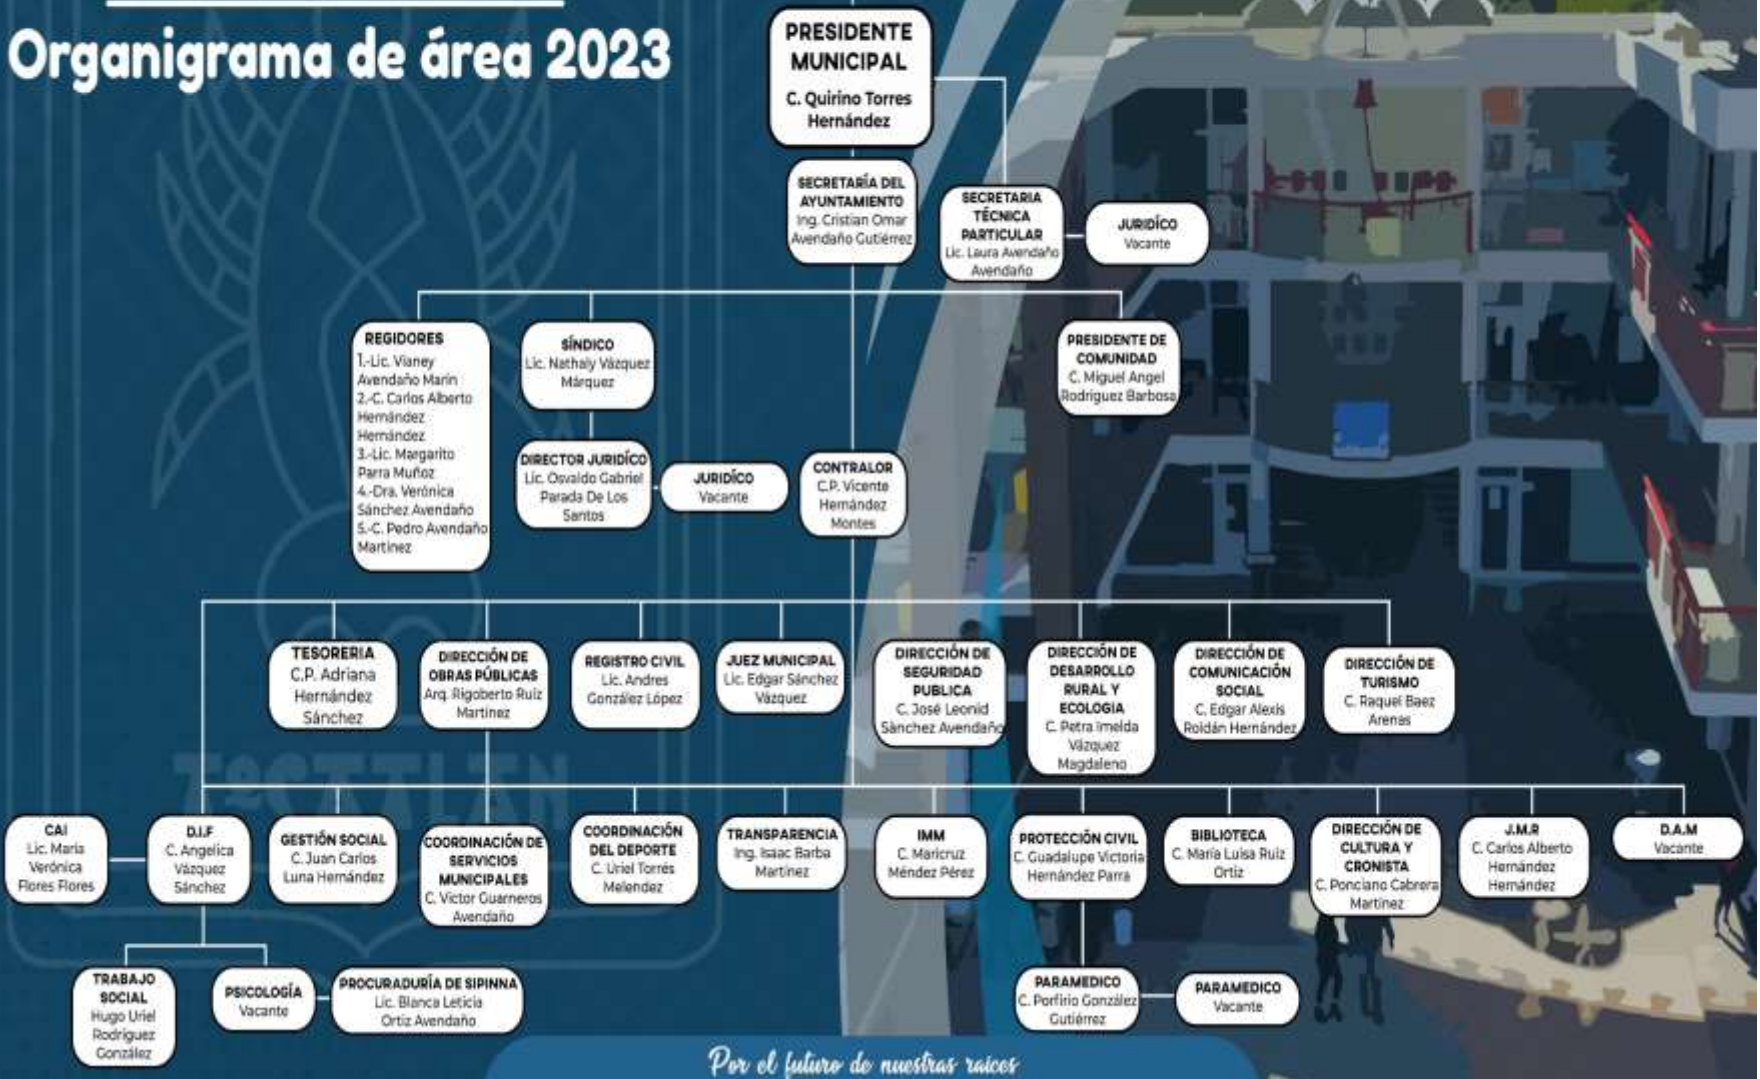 Organigrama de área 2023
PRESIDENTE
MUNICIPAL
C. Quirino Torres
Hernández
SECRETARÍA DEL
AYUNTAMIENTO
Ing. Cristian Omar
Avendaño Gutiérrez
SECRETARIA
TÉCNICA
PARTICULAR
Lic. Laura Avendaño
Avendaño
JURIDÍCO
Vacante
REGIDORES
1.-Lic. Vianey
Avendaño Marin
2.-C. Carlos Alberto
Hernández
Hernández
3.-Lic. Margarito
Parra Muñoz
4.-Dra. Verónica
Sánchez Avendaño
5.-C. Pedro Avendaño
Martinez
SÍNDICO
Lic. Nathaly Vázquez
Márquez
PRESIDENTE DE
COMUNIDAD
C. Miguel Angel
Rodriguez Barbosa
DIRECTOR JURIDÍCO
Lic. Osvaldo Gabriel
Parada De Los
Santos
JURIDÍCO
Vacante
CONTRALOR
C.P. Vicente
Hernández
Montes
TESORERIA
C.P. Adriana
Hernández
Sánchez
DIRECCIÓN DE
OBRAS PÚBLICAS
Arq. Rigoberto Ruiz
Martinez
REGISTRO CIVIL
Lic. Andres
González López
JUEZ MUNICIPAL
Lic. Edgar Sánchez
Vázquez
DIRECCIÓN DE
SEGURIDAD
PUBLICA
C. José Leonid
Sànchez Avendaño
DIRECCIÓN DE
DESARROLLO
RURAL Y
ECOLOGIA
C. Petra Imelda
Vázquez
Magdaleno
DIRECCIÓN DE
COMUNICACIÓN
SOCIAL
C. Edgar Alexis
Roldán Hernández
DIRECCIÓN DE
TURISMO
C. Raquel Baez
Arenas
CAI
Lic. Maria
Verónica
Flores Flores
D.I.F
C. Angelica
Vázquez
Sánchez
GESTIÓN SOCIAL
C. Juan Carlos
Luna Hernández
COORDINACIÓN DE
SERVICIOS
MUNICIPALES
C. Victor Guarneros
Avendaño
COORDINACIÓN
DEL DEPORTE
C. Uriel Torres
Melendez
TRANSPARENCIA
Ing. Isaac Barba
Martinez
IMM
C. Maricruz
Méndez Pérez
PROTECCIÓN CIVIL
C. Guadalupe Victoria
Hernández Parra
BIBLIOTECA
C. María Luisa Ruiz
Ortiz
DIRECCIÓN DE
CULTURA Y
CRONISTA
C. Ponciano Cabrera
Martinez
J.M.R
C. Carlos Alberto
Hernández
Hernández
D.A.M
Vacante
TRABAJO
SOCIAL
Hugo Uriel
Rodríguez
González
PSICOLOGÍA
Vacante
PROCURADURÍA DE SIPINNA
Lic. Blanca Leticia
Ortiz Avendaño
PARAMEDICO
C. Porfirio González
Gutiérrez
PARAMEDICO
Vacante
Por el futuro de nuestras raíces